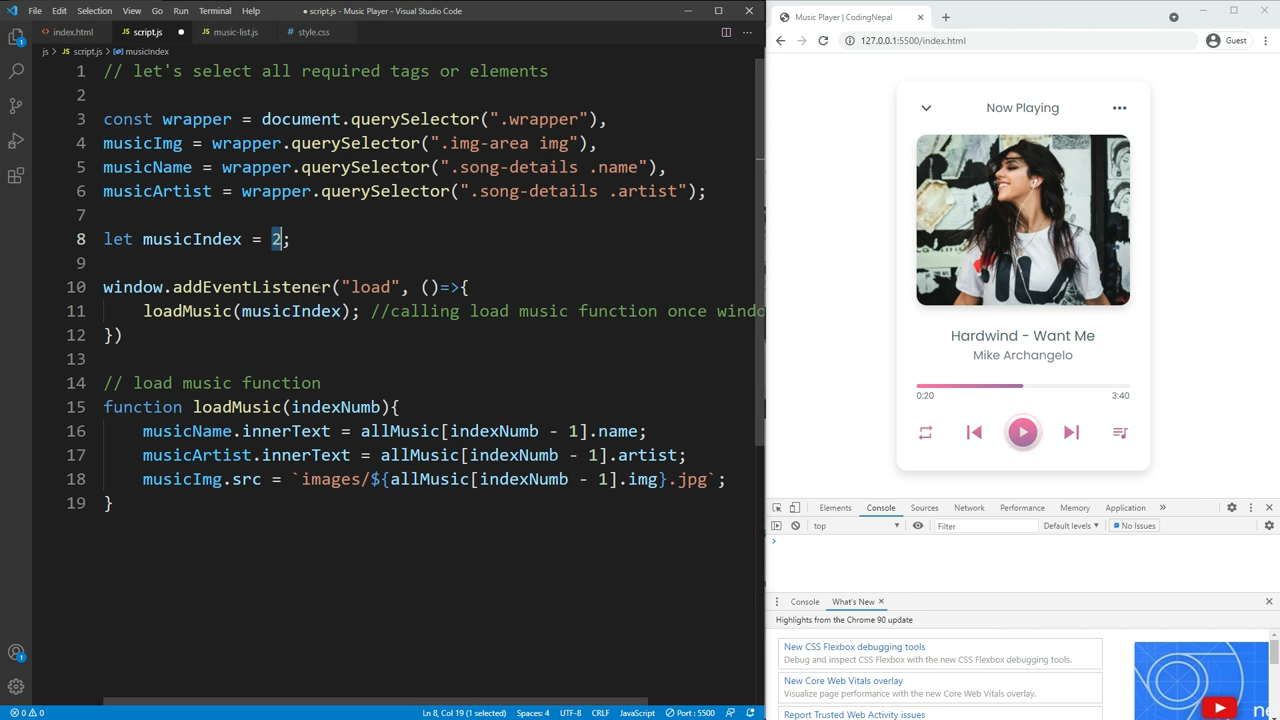 File Edit Selection View Go Run Terminal Help
● script.js - Music Player - Visual Studio Code
index.html script.js ● music-list.js style.css
js > script.js > musicIndex
1 // let's select all required tags or elements
2
3 const wrapper = document.querySelector(".wrapper"),
4 musicImg = wrapper.querySelector(".img-area img"),
5 musicName = wrapper.querySelector(".song-details .name"),
6 musicArtist = wrapper.querySelector(".song-details .artist");
7
8 let musicIndex = 2;
9
10 window.addEventListener("load", ()=>{
11 loadMusic(musicIndex); //calling load music function once windo
12 })
13
14 // load music function
15 function loadMusic(indexNumb){
16 musicName.innerText = allMusic[indexNumb - 1].name;
17 musicArtist.innerText = allMusic[indexNumb - 1].artist;
18 musicImg.src = `images/${allMusic[indexNumb - 1].img}.jpg`;
19 }
1
1
0 0 Ln 8, Col 19 (1 selected) Spaces: 4 UTF-8 CRLF JavaScript Port : 5500
Music Player | CodingNepal
127.0.0.1:5500/index.html Guest
Now Playing
Hardwind - Want Me
Mike Archangelo
0:20 3:40
Elements Console Sources Network Performance Memory Application »
top Filter Default levels No Issues
>
Console What's New ×
Highlights from the Chrome 90 update
New CSS Flexbox debugging tools
Debug and inspect CSS Flexbox with the new CSS Flexbox debugging tools.
New Core Web Vitals overlay
Visualize page performance with the new Core Web Vitals overlay.
Report Trusted Web Activity issues
ne